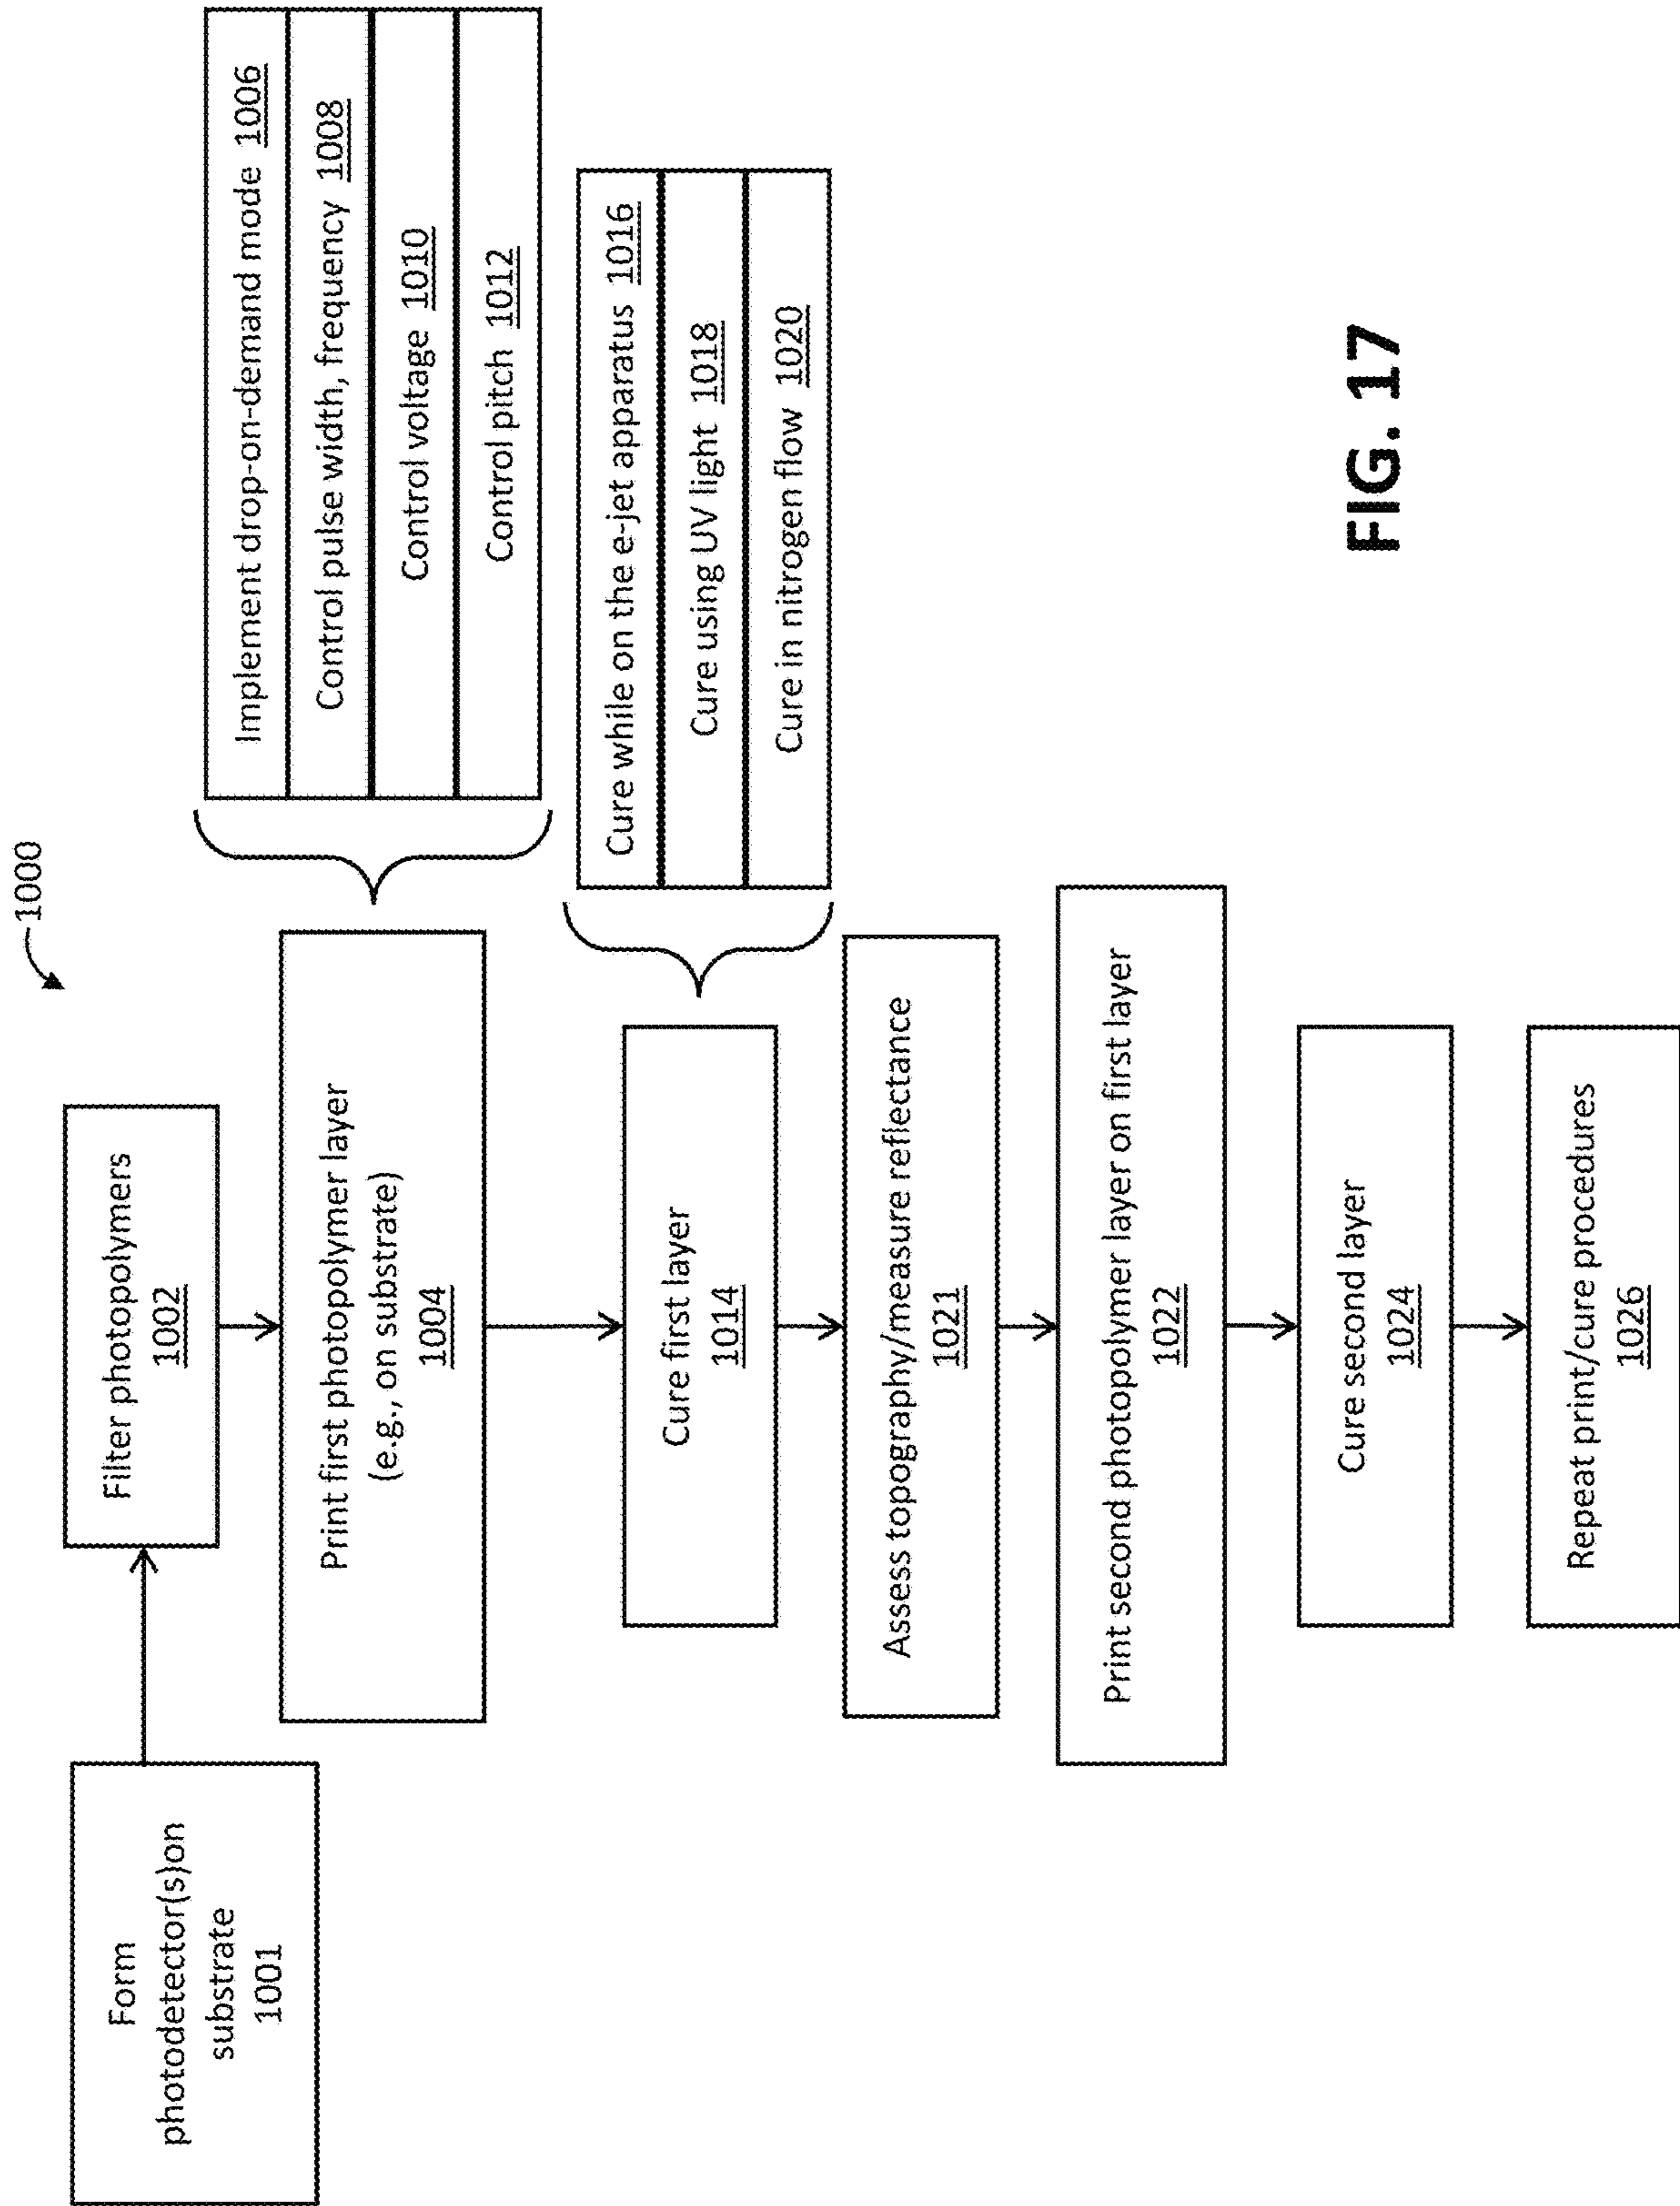 1000
Form
photodetector(s)on
substrate
1001
Filter photopolymers
1002
Print first photopolymer layer
(e.g., on substrate)
1004
Implement drop-on-demand mode 1006
Control pulse width, frequency 1008
Control voltage 1010
Control pitch 1012
Cure first layer
1014
Cure while on the e-jet apparatus 1016
Cure using UV light 1018
Cure in nitrogen flow 1020
Assess topography/measure reflectance
1021
Print second photopolymer layer on first layer
1022
Cure second layer
1024
Repeat print/cure procedures
1026
FIG. 17